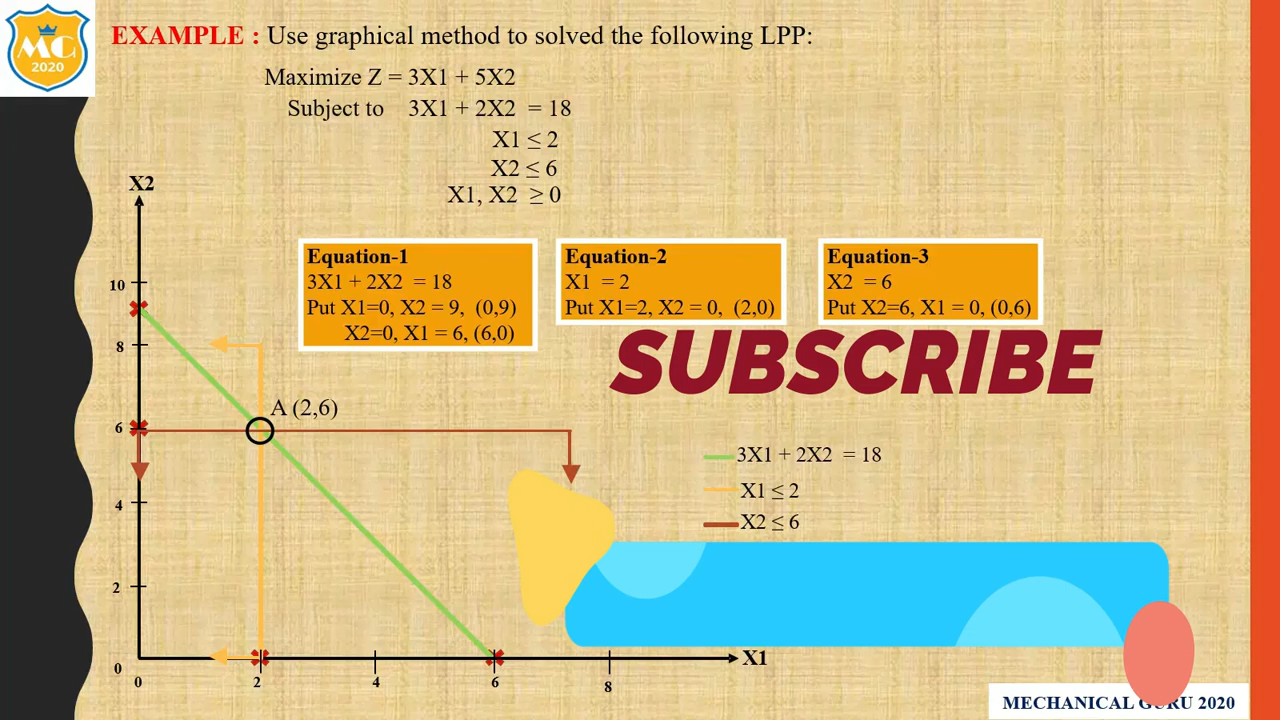 MG
2020
EXAMPLE : Use graphical method to solved the following LPP:
Maximize Z = 3X1 + 5X2
Subject to 3X1 + 2X2 = 18
X1 ≤ 2
X2 ≤ 6
X1, X2 ≥ 0
X2
Equation-1
3X1 + 2X2 = 18
Put X1=0, X2 = 9, (0,9)
X2=0, X1 = 6, (6,0)
Equation-2
X1 = 2
Put X1=2, X2 = 0, (2,0)
Equation-3
X2 = 6
Put X2=6, X1 = 0, (0,6)
SUBSCRIBE
10
8
6
4
2
0
A (2,6)
3X1 + 2X2 = 18
X1 ≤ 2
X2 ≤ 6
X1
0 2 4 6 8
MECHANICAL GURU 2020